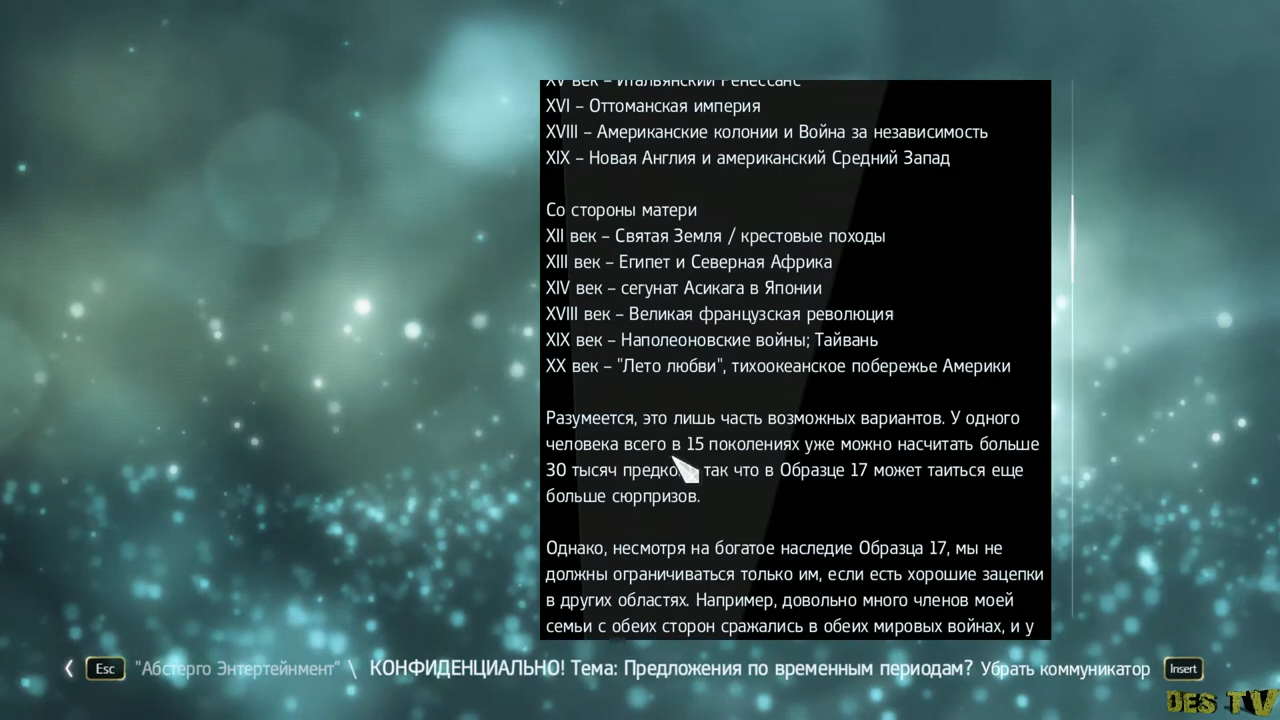 XV век – Итальянский Ренессанс
XVI – Оттоманская империя
XVIII – Американские колонии и Война за независимость
XIX – Новая Англия и американский Средний Запад
Со стороны матери
XII век – Святая Земля / крестовые походы
XIII век – Египет и Северная Африка
XIV век – сегунат Асикага в Японии
XVIII век – Великая французская революция
XIX век – Наполеоновские войны; Тайвань
XX век – "Лето любви", тихоокеанское побережье Америки
Разумеется, это лишь часть возможных вариантов. У одного
человека всего в 15 поколениях уже можно насчитать больше
30 тысяч так что в Образце 17 может таиться еще
больше сюрпризов.
Однако, несмотря на богатое наследие Образца 17, мы не
должны ограничиваться только им, если есть хорошие зацепки
в других областях. Например, довольно много членов моей
семьи с обеих сторон сражались в обеих мировых войнах, и у
Esc "Абстерго Энтертейнмент" \ КОНФИДЕНЦИАЛЬНО! Тема: Предложения по временным периодам? Убрать коммуникатор Insert
DES TV